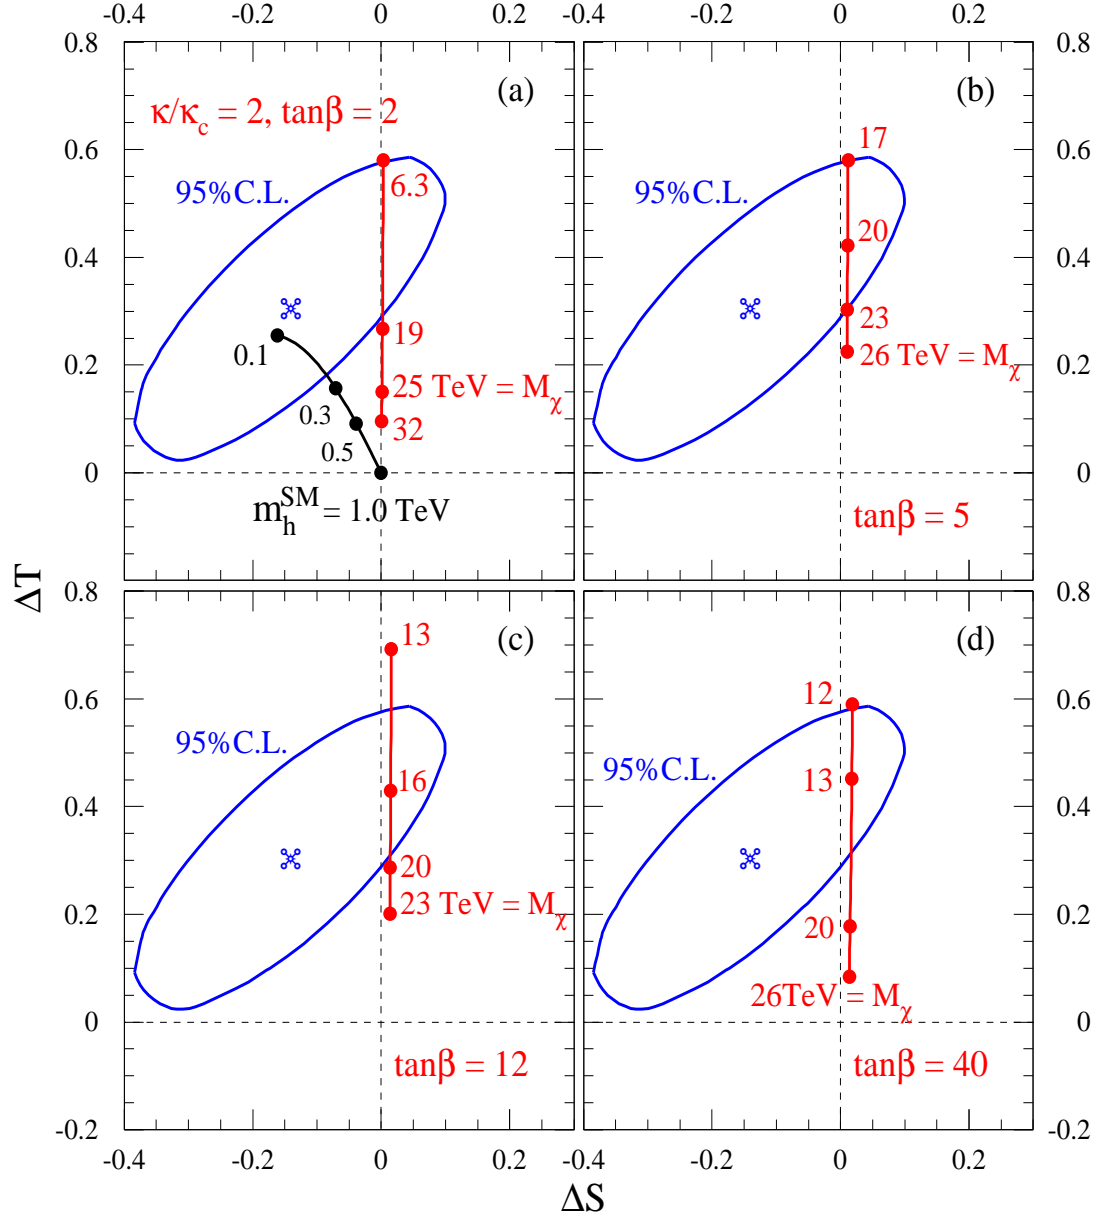 -0.4 -0.2 0 0.2 -0.4 -0.2 0 0.2
0.8 (a) (b) 0.8
κ/κc = 2, tanβ = 2
17
0.6 0.6
95%C.L. 6.3 95%C.L.
20
0.4 0.4
19 23
0.1
0.2 25 TeV = Mχ 26 TeV = Mχ 0.2
0.3
32
0.5
0 0
mhSM = 1.0 TeV tanβ = 5
ΔT
0.8 13 (c) (d) 0.8
0.6 12 0.6
95%C.L. 95%C.L.
16 13
0.4 0.4
20
23 TeV = Mχ
0.2 20 0.2
26TeV = Mχ
0 0
tanβ = 12 tanβ = 40
-0.2 -0.2
-0.4 -0.2 0 0.2 -0.4 -0.2 0 0.2
ΔS